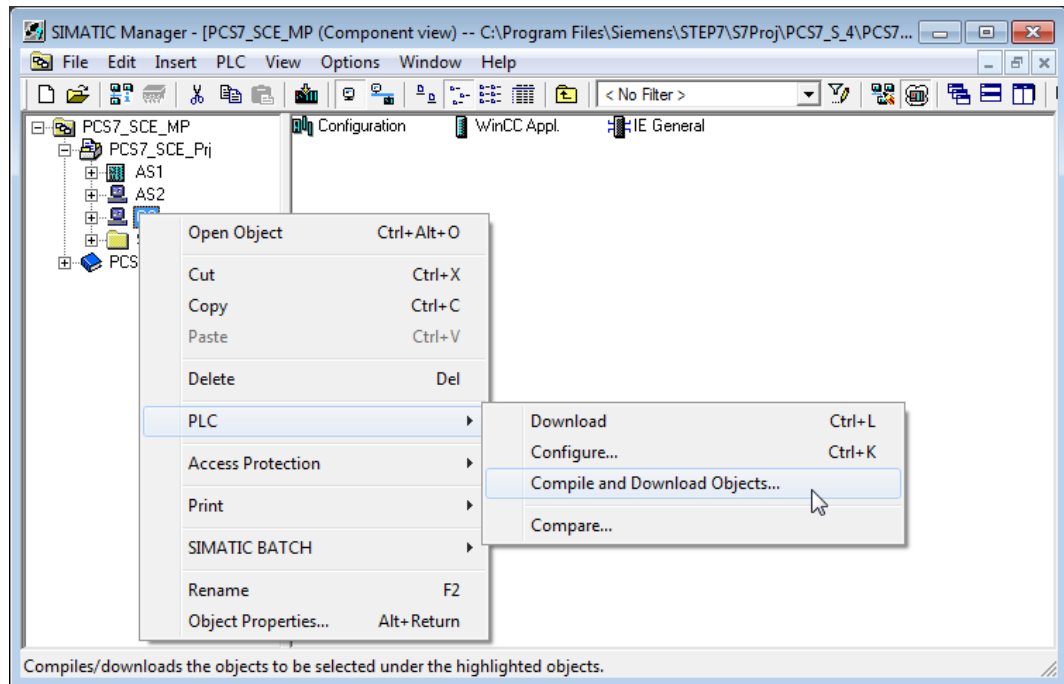 SIMATIC Manager - [PCS7_SCE_MP (Component view) -- C:\Program Files\Siemens\STEP7\S7Proj\PCS7_S_4\PCS7...
File Edit Insert PLC View Options Window Help
< No Filter >
PCS7_SCE_MP
PCS7_SCE_Prj
AS1
AS2
PCS
Configuration WinCC Appl. IE General
Open Object Ctrl+Alt+O
Cut Ctrl+X
Copy Ctrl+C
Paste Ctrl+V
Delete Del
PLC
Access Protection
Print
SIMATIC BATCH
Rename F2
Object Properties... Alt+Return
Download Ctrl+L
Configure... Ctrl+K
Compile and Download Objects...
Compare...
Compiles/downloads the objects to be selected under the highlighted objects.